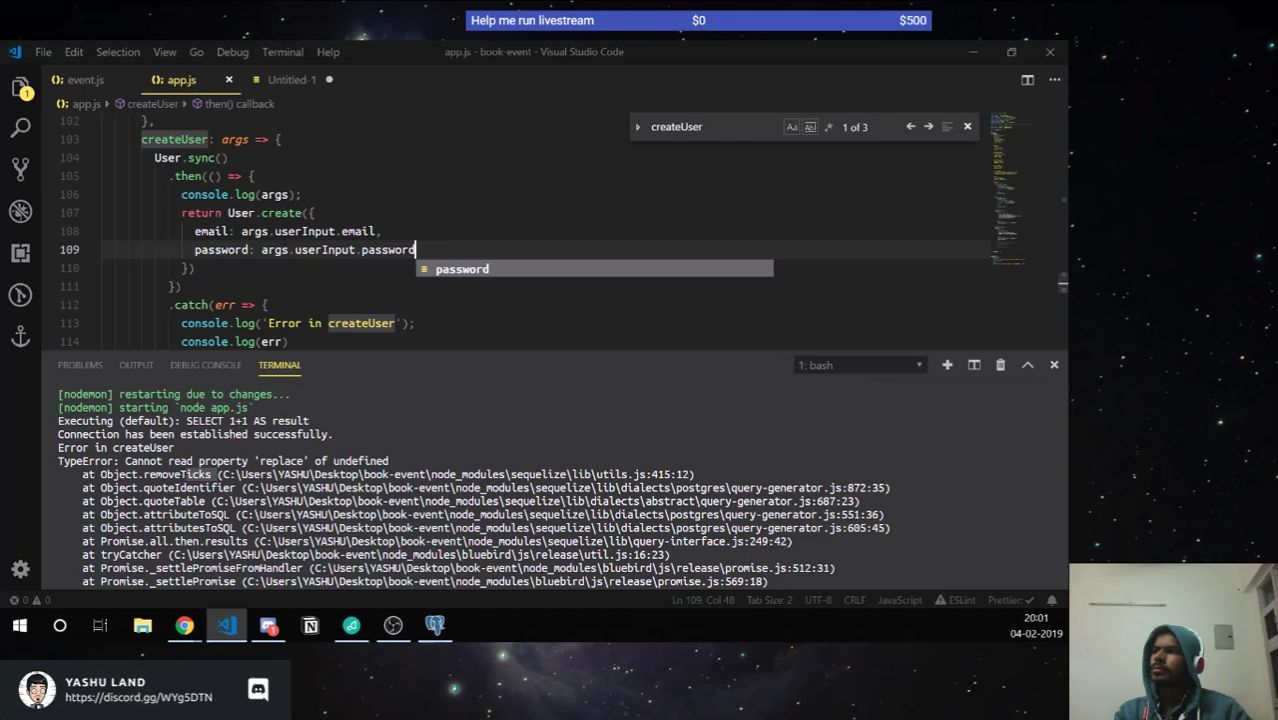 Help me run livestream $0 $500
File Edit Selection View Go Debug Terminal Help app.js - book-event - Visual Studio Code
event.js app.js Untitled-1
app.js createUser then() callback
createUser Aa Abl .* 1 of 3
102 },
103 createUser: args => {
104 User.sync()
105 .then(() => {
106 console.log(args);
107 return User.create({
108 email: args.userInput.email,
109 password: args.userInput.password
110 })
password
111 })
112 .catch(err => {
113 console.log('Error in createUser');
114 console.log(err)
PROBLEMS OUTPUT DEBUG CONSOLE TERMINAL 1: bash
[nodemon] restarting due to changes...
[nodemon] starting `node app.js`
Executing (default): SELECT 1+1 AS result
Connection has been established successfully.
Error in createUser
TypeError: Cannot read property 'replace' of undefined
at Object.removeTicks (C:\Users\YASHU\Desktop\book-event\node_modules\sequelize\lib\utils.js:415:12)
at Object.quoteIdentifier (C:\Users\YASHU\Desktop\book-event\node_modules\sequelize\lib\dialects\postgres\query-generator.js:872:35)
at Object.quoteTable (C:\Users\YASHU\Desktop\book-event\node_modules\sequelize\lib\dialects\abstract\query-generator.js:687:23)
at Object.attributeToSQL (C:\Users\YASHU\Desktop\book-event\node_modules\sequelize\lib\dialects\postgres\query-generator.js:551:36)
at Object.attributesToSQL (C:\Users\YASHU\Desktop\book-event\node_modules\sequelize\lib\dialects\postgres\query-generator.js:605:45)
at Promise.all.then.results (C:\Users\YASHU\Desktop\book-event\node_modules\sequelize\lib\query-interface.js:249:42)
at tryCatcher (C:\Users\YASHU\Desktop\book-event\node_modules\bluebird\js\release\util.js:16:23)
at Promise._settlePromiseFromHandler (C:\Users\YASHU\Desktop\book-event\node_modules\bluebird\js\release\promise.js:512:31)
at Promise._settlePromise (C:\Users\YASHU\Desktop\book-event\node_modules\bluebird\js\release\promise.js:569:18)
0 0 Ln 109, Col 48 Tab Size: 2 UTF-8 CRLF JavaScript ESLint Prettier: ✓
20:01
04-02-2019
YASHU LAND
https://discord.gg/WYg5DTN